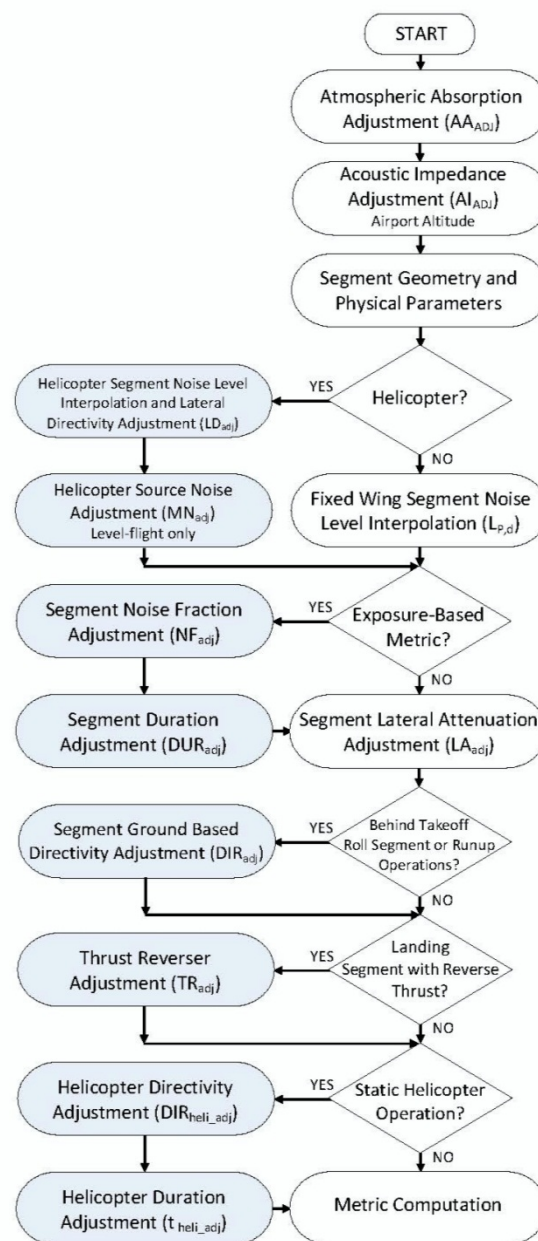 START
Atmospheric Absorption
Adjustment (AA_ADJ)
Acoustic Impedance
Adjustment (AI_ADJ)
Airport Altitude
Segment Geometry and
Physical Parameters
Helicopter?
YES
NO
Helicopter Segment Noise Level
Interpolation and Lateral
Directivity Adjustment (LD_adj)
Helicopter Source Noise
Adjustment (MN_adj)
Level-flight only
Fixed Wing Segment Noise
Level Interpolation (L_P,d)
Exposure-Based
Metric?
YES
NO
Segment Noise Fraction
Adjustment (NF_adj)
Segment Duration
Adjustment (DUR_adj)
Segment Lateral Attenuation
Adjustment (LA_adj)
Behind Takeoff
Roll Segment or Runup
Operations?
YES
NO
Segment Ground Based
Directivity Adjustment (DIR_adj)
Landing
Segment with Reverse
Thrust?
YES
NO
Thrust Reverser
Adjustment (TR_adj)
Static Helicopter
Operation?
YES
NO
Helicopter Directivity
Adjustment (DIR_heli_adj)
Helicopter Duration
Adjustment (t_heli_adj)
Metric Computation